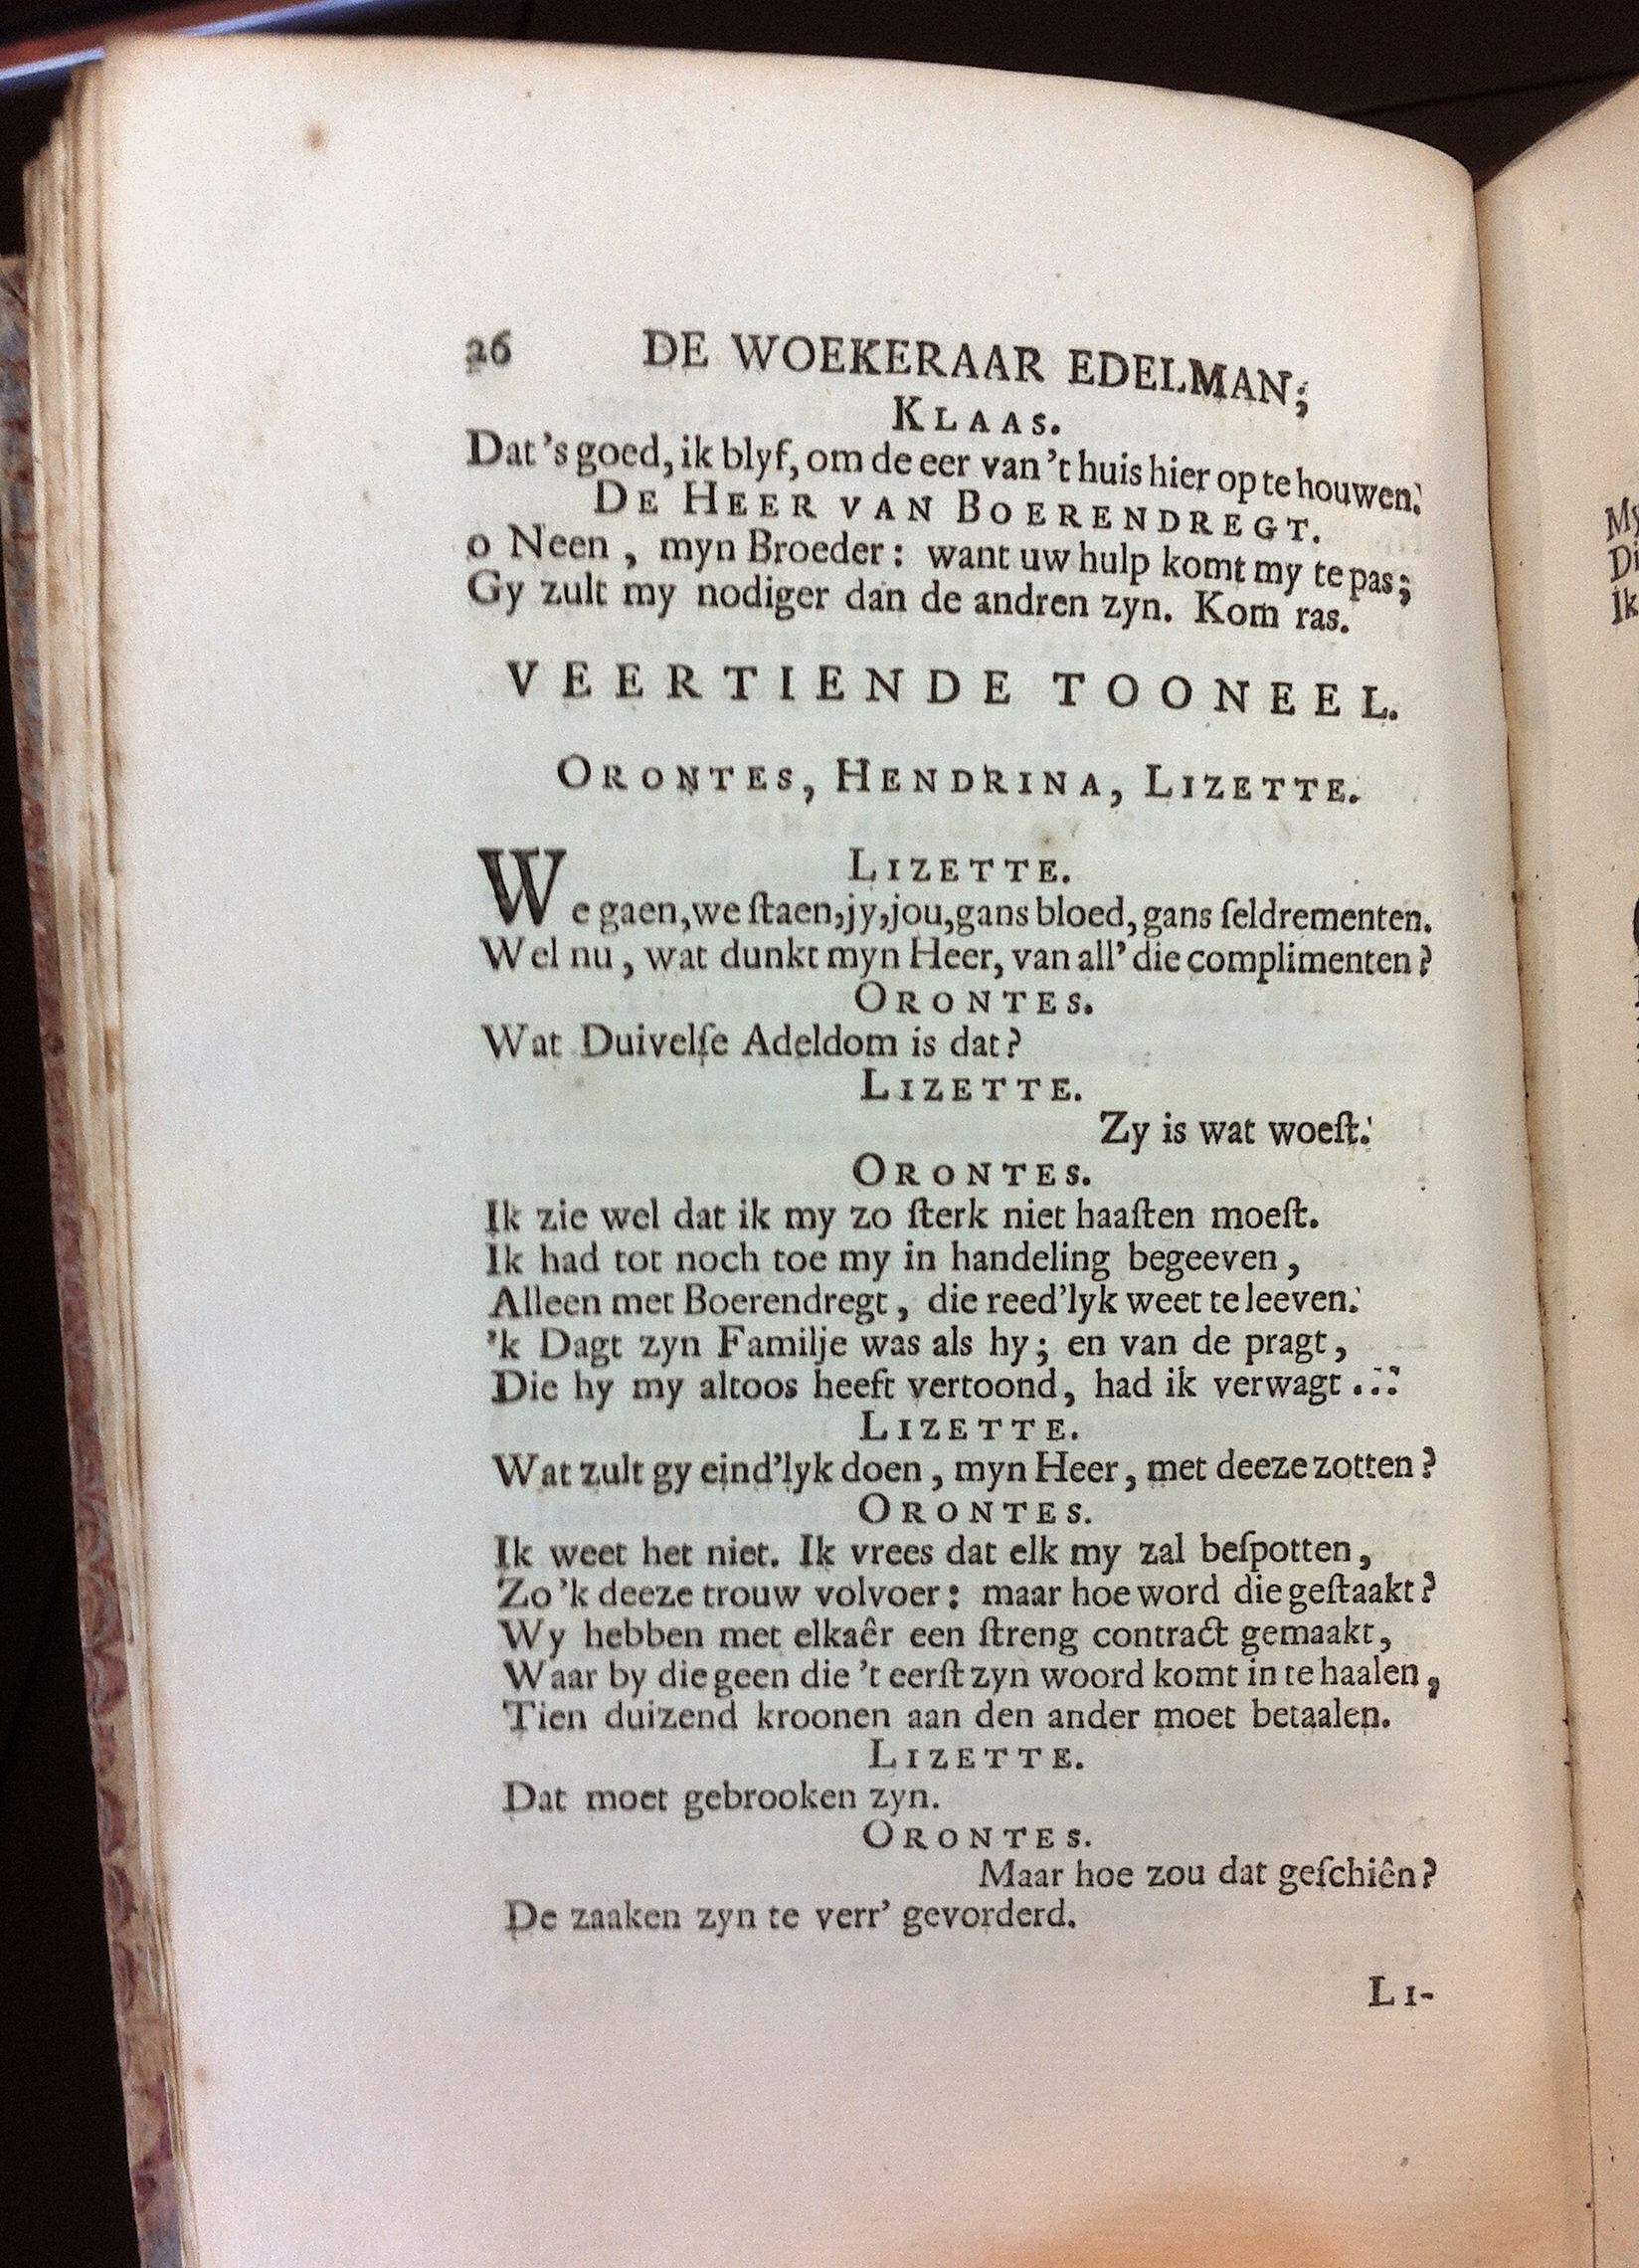 26 DE WOEKERAAR EDELMAN;
KLAAS.
Dat 's goed, ik blyf, om de eer van 't huis hier op te houwen.
DE HEER VAN BOERENDREGT.
o Neen, myn Broeder: want uw hulp komt my te pas;
Gy zult my nodiger dan de andren zyn. Kom ras.
VEERTIENDE TOONEEL.
ORONTES, HENDRINA, LIZETTE.
LIZETTE.
We gaen, we ſtaen, jy, jou, gans bloed, gans ſeldrementen.
Wel nu, wat dunkt myn Heer, van all' die complimenten?
ORONTES.
Wat Duivelſe Adeldom is dat?
LIZETTE.
Zy is wat woeſt.
ORONTES.
Ik zie wel dat ik my zo ſterk niet haaſten moeſt.
Ik had tot noch toe my in handeling begeeven,
Alleen met Boerendregt, die reed'lyk weet te leeven.
'k Dagt zyn Familje was als hy; en van de pragt,
Die hy my altoos heeft vertoond, had ik verwagt ...
LIZETTE.
Wat zult gy eind'lyk doen, myn Heer, met deeze zotten?
ORONTES.
Ik weet het niet. Ik vrees dat elk my zal beſpotten,
Zo 'k deeze trouw volvoer: maar hoe word die geſtaakt?
Wy hebben met elkaêr een ſtreng contract gemaakt,
Waar by die geen die 't eerſt zyn woord komt in te haalen,
Tien duizend kroonen aan den ander moet betaalen.
LIZETTE.
Dat moet gebrooken zyn.
ORONTES.
Maar hoe zou dat geſchiên?
De zaaken zyn te verr' gevorderd.
LI-
My
Di
Ik